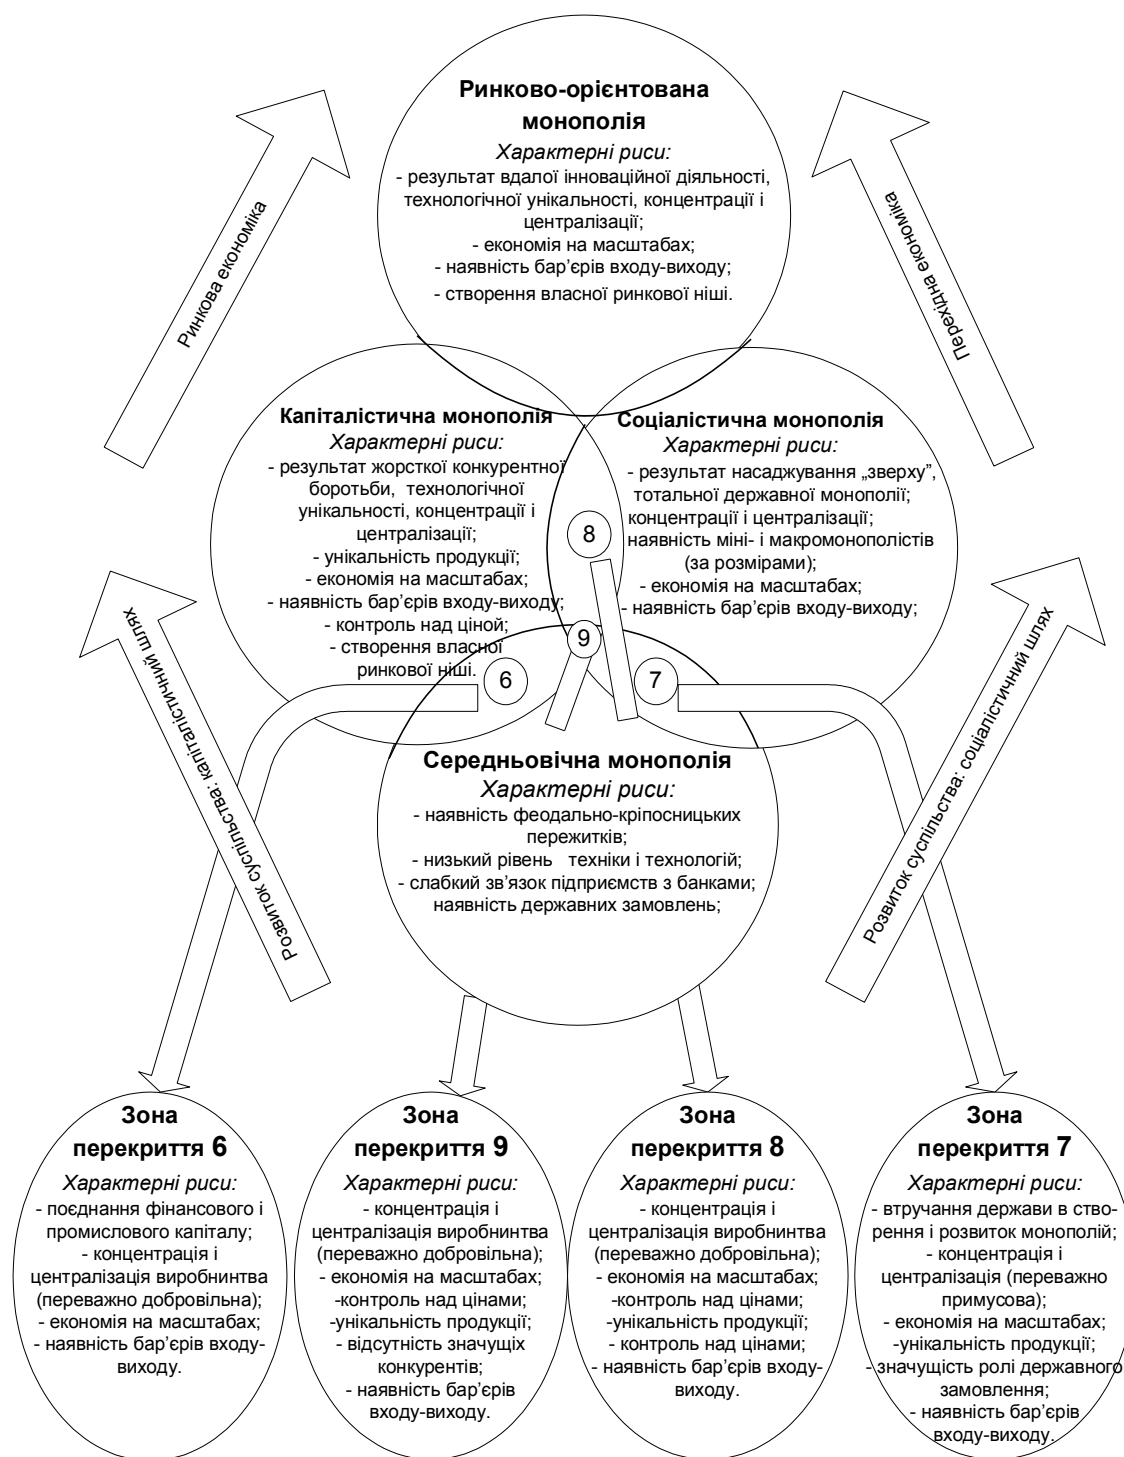 Ринково-орієнтована
монополія
Характерні риси:
- результат вдалої інноваційної діяльності,
технологічної унікальності, концентрації і
централізації;
- економія на масштабах;
- наявність бар’єрів входу-виходу;
- створення власної ринкової ніші.
Ринкова економіка
Перехідна економіка
Капіталістична монополія
Характерні риси:
- результат жорсткої конкурентної
боротьби, технологічної
унікальності, концентрації і
централізації;
- унікальність продукції;
- економія на масштабах;
- наявність бар’єрів входу-виходу;
- контроль над ціной;
- створення власної
ринкової ніші.
Соціалістична монополія
Характерні риси:
- результат насаджування „зверху”,
тотальної державної монополії;
концентрації і централізації;
наявність міні- і макромонополістів
(за розмірами);
- економія на масштабах;
- наявність бар’єрів входу-виходу;
8
9
6
7
Розвиток суспільства: капіталістичний шлях
Розвиток суспільства: соціалістичний шлях
Середньовічна монополія
Характерні риси:
- наявність феодально-кріпосницьких
пережитків;
- низький рівень техніки і технологій;
- слабкий зв’язок підприємств з банками;
наявність державних замовлень;
Зона
перекриття 6
Характерні риси:
- поєднання фінансового і
промислового капіталу;
- концентрація і
централізація виробнинтва
(переважно добровільна);
- економія на масштабах;
- наявність бар’єрів входу-
виходу.
Зона
перекриття 9
Характерні риси:
- концентрація і
централізація виробнинтва
(переважно добровільна);
- економія на масштабах;
-контроль над цінами;
-унікальність продукції;
- відсутність значущіх
конкурентів;
- наявність бар’єрів
входу-виходу.
Зона
перекриття 8
Характерні риси:
- концентрація і
централізація виробнинтва
(переважно добровільна);
- економія на масштабах;
-контроль над цінами;
-унікальність продукції;
- контроль над цінами;
- наявність бар’єрів входу-
виходу.
Зона
перекриття 7
Характерні риси:
- втручання держави в ство-
рення і розвиток монополій;
- концентрація і
централізація (переважно
примусова);
- економія на масштабах;
-унікальність продукції;
- значущість ролі державного
замовлення;
- наявність бар’єрів
входу-виходу.